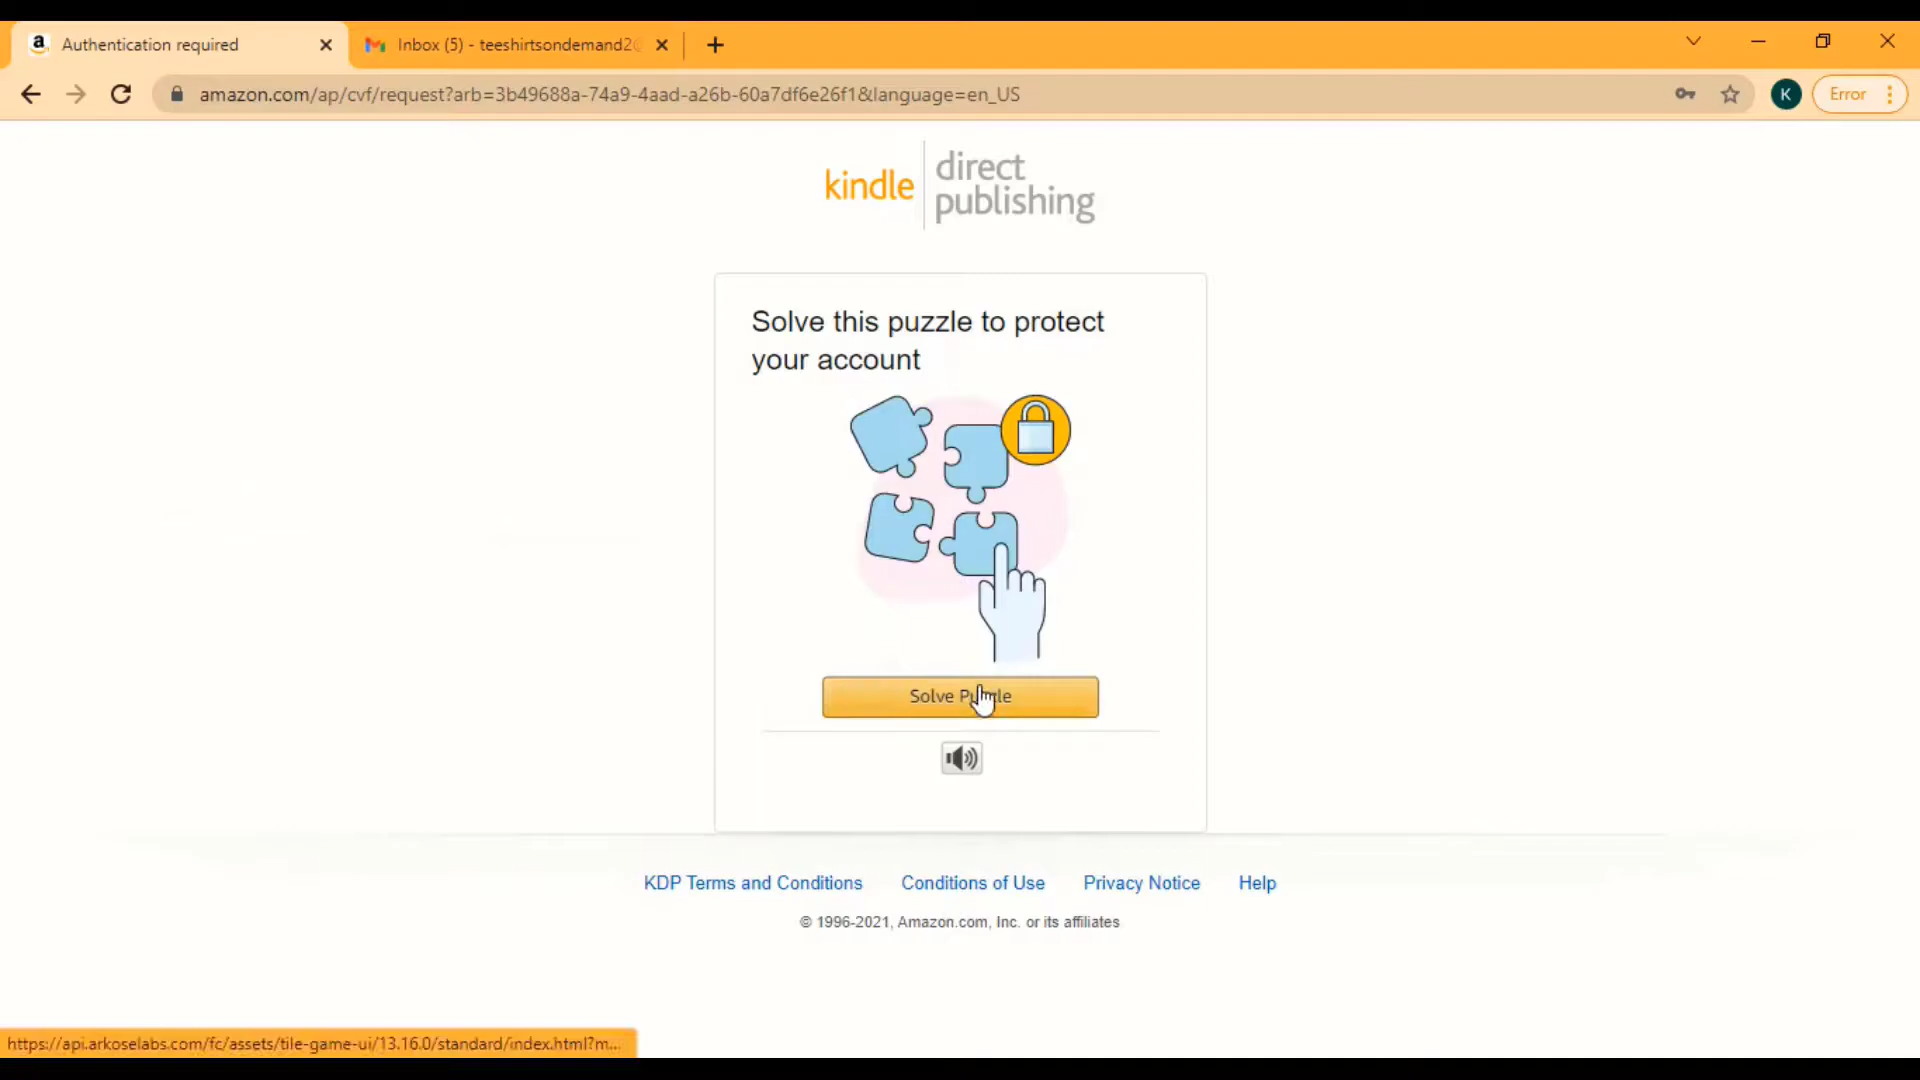 Authentication required
Inbox (5) - teeshirtsondemand2
amazon.com/ap/cvf/request?arb=3b49688a-74a9-4aad-a26b-60a7df6e26f1&language=en_US
K
Error
kindle direct publishing
Solve this puzzle to protect
your account
Solve Puzzle
KDP Terms and Conditions Conditions of Use Privacy Notice Help
© 1996-2021, Amazon.com, Inc. or its affiliates
https://api.arkoselabs.com/fc/assets/tile-game-ui/13.16.0/standard/index.html?m...